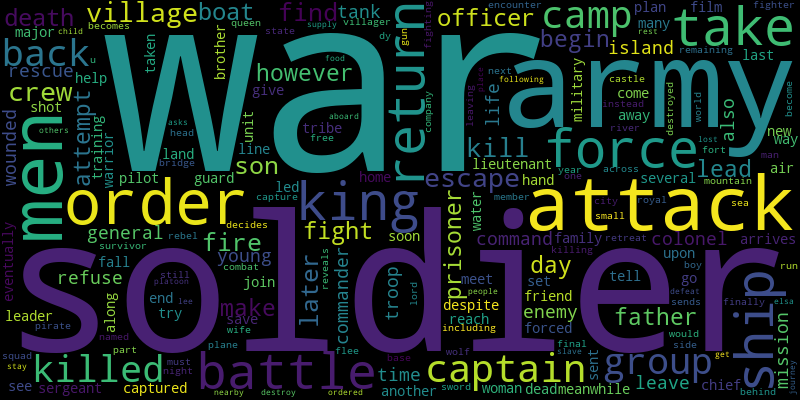 death
village
boat
find
tank
officer
camp
plan
film
encounter
fighter
take
becomes
queen
supply
villager
dy
gun
fighting
major
child
many
remaining
back
taken
brother
state
war
return
army
begin
island
last
rescue
u
help
however
food
military
come
world
become
crew
shot
give
life
next
following
castle
instead
destroyed
also
leaving
place
away
others
attempt
training
warrior
asks
head
unit
tribe
free
aboard
company
river
lost
fort
new
way
wounded
men
land
bridge
line
kill
force
lieutenant
year
across
man
pilot
guard
son
home
escape
hand
one
several
lead
mountain
air
led
capture
king
water
member
city
royal
sea
order
attack
small
decides
prisoner
general
rebel
fire
fight
soon
command
family
retreat
colonel
arrives
survivor
reveals
commander
killing
upon
run
eventually
fall
still
combat
young
later
troop
lord
meet
day
set
tell
boy
go
soldier
refuse
platoon
join
people
friend
sends
defeat
finally
elsa
along
end
lee
make
despite
enemy
father
ship
mission
leader
try
save
reach
forced
would
pirate
named
wife
including
side
squad
part
plane
flee
final
sent
group
get
stay
killed
must
night
battle
base
wolf
captain
slave
see
sergeant
captured
nearby
destroy
ordered
time
another
sword
woman
dead
meanwhile
leave
chief
behind
journey
rest